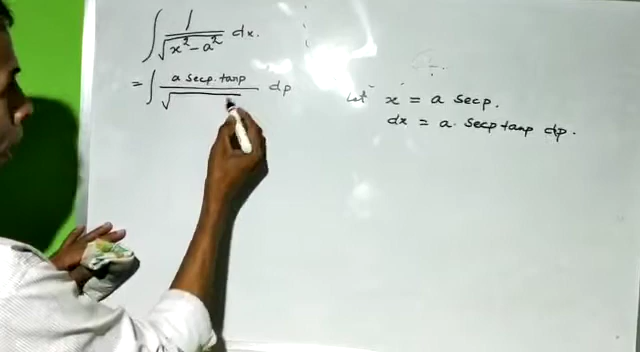 ∫ 1/√(x² - a²) dx.
= ∫ a secp. tanp/√ dp
let x = a secp.
dx = a. secp tanp dp.